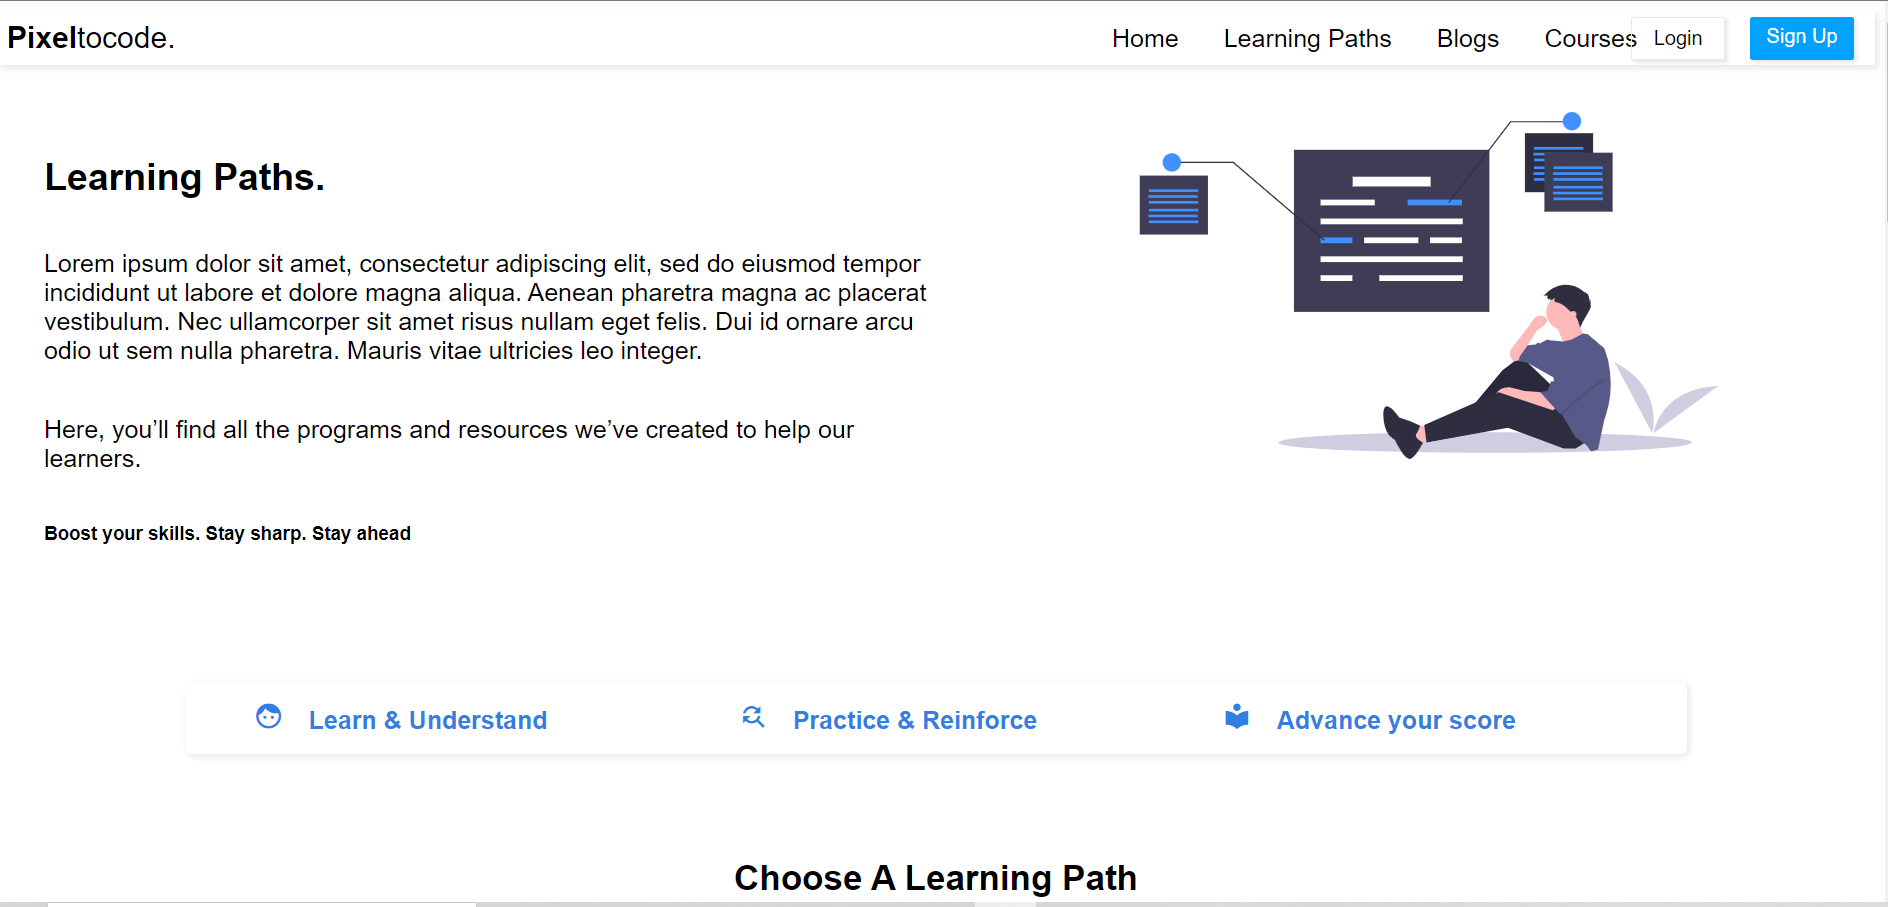 Pixeltocode.
Home Learning Paths Blogs Courses Login Sign Up
Learning Paths.
Lorem ipsum dolor sit amet, consectetur adipiscing elit, sed do eiusmod tempor
incididunt ut labore et dolore magna aliqua. Aenean pharetra magna ac placerat
vestibulum. Nec ullamcorper sit amet risus nullam eget felis. Dui id ornare arcu
odio ut sem nulla pharetra. Mauris vitae ultricies leo integer.
Here, you’ll find all the programs and resources we’ve created to help our
learners.
Boost your skills. Stay sharp. Stay ahead
Learn & Understand
Practice & Reinforce
Advance your score
Choose A Learning Path